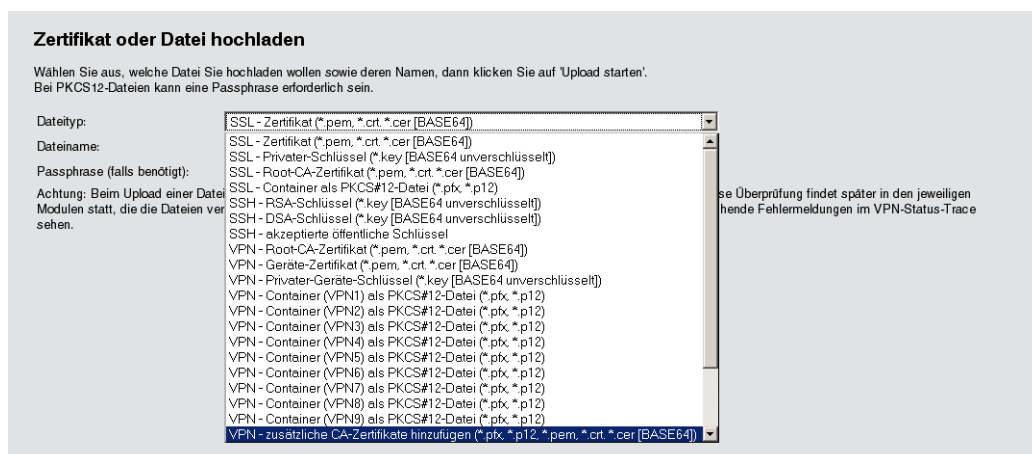 Zertifikat oder Datei hochladen
Wählen Sie aus, welche Datei Sie hochladen wollen sowie deren Namen, dann klicken Sie auf 'Upload starten'.
Bei PKCS12-Dateien kann eine Passphrase erforderlich sein.
Dateityp:
SSL - Zertifikat (*.pem, *.crt. *.cer [BASE64])
Dateiname:
Passphrase (falls benötigt):
Achtung: Beim Upload einer Datei
se Überprüfung findet später in den jeweiligen
Modulen statt, die die Dateien ver
hende Fehlermeldungen im VPN-Status-Trace
sehen.
SSL - Zertifikat (*.pem, *.crt. *.cer [BASE64])
SSL - Privater-Schlüssel (*.key [BASE64 unverschlüsselt])
SSL - Root-CA-Zertifikat (*.pem, *.crt. *.cer [BASE64])
SSL - Container als PKCS#12-Datei (*.pfx, *.p12)
SSH - RSA-Schlüssel (*.key [BASE64 unverschlüsselt])
SSH - DSA-Schlüssel (*.key [BASE64 unverschlüsselt])
SSH - akzeptierte öffentliche Schlüssel
VPN - Root-CA-Zertifikat (*.pem, *.crt. *.cer [BASE64])
VPN - Geräte-Zertifikat (*.pem, *.crt. *.cer [BASE64])
VPN - Privater-Geräte-Schlüssel (*.key [BASE64 unverschlüsselt])
VPN - Container (VPN1) als PKCS#12-Datei (*.pfx, *.p12)
VPN - Container (VPN2) als PKCS#12-Datei (*.pfx, *.p12)
VPN - Container (VPN3) als PKCS#12-Datei (*.pfx, *.p12)
VPN - Container (VPN4) als PKCS#12-Datei (*.pfx, *.p12)
VPN - Container (VPN5) als PKCS#12-Datei (*.pfx, *.p12)
VPN - Container (VPN6) als PKCS#12-Datei (*.pfx, *.p12)
VPN - Container (VPN7) als PKCS#12-Datei (*.pfx, *.p12)
VPN - Container (VPN8) als PKCS#12-Datei (*.pfx, *.p12)
VPN - Container (VPN9) als PKCS#12-Datei (*.pfx, *.p12)
VPN - zusätzliche CA-Zertifikate hinzufügen (*.pfx, *.p12, *.pem, *.crt. *.cer [BASE64])